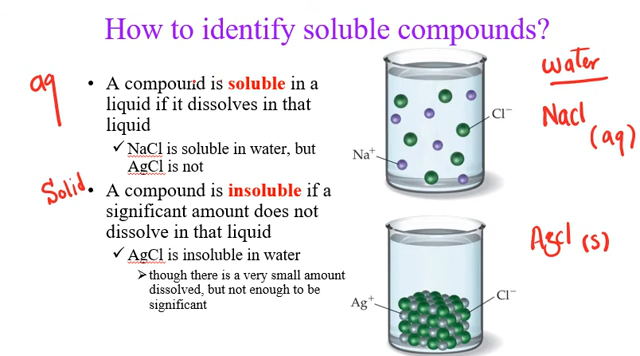 How to identify soluble compounds?
aq
• A compound is soluble in a
liquid if it dissolves in that
liquid
✓NaCl is soluble in water, but
AgCl is not
Solid
• A compound is insoluble if a
significant amount does not
dissolve in that liquid
✓AgCl is insoluble in water
➢though there is a very small amount
dissolved, but not enough to be
significant
Cl⁻
Na⁺
Cl⁻
Ag⁺
water
Nacl
(aq)
Agcl (s)